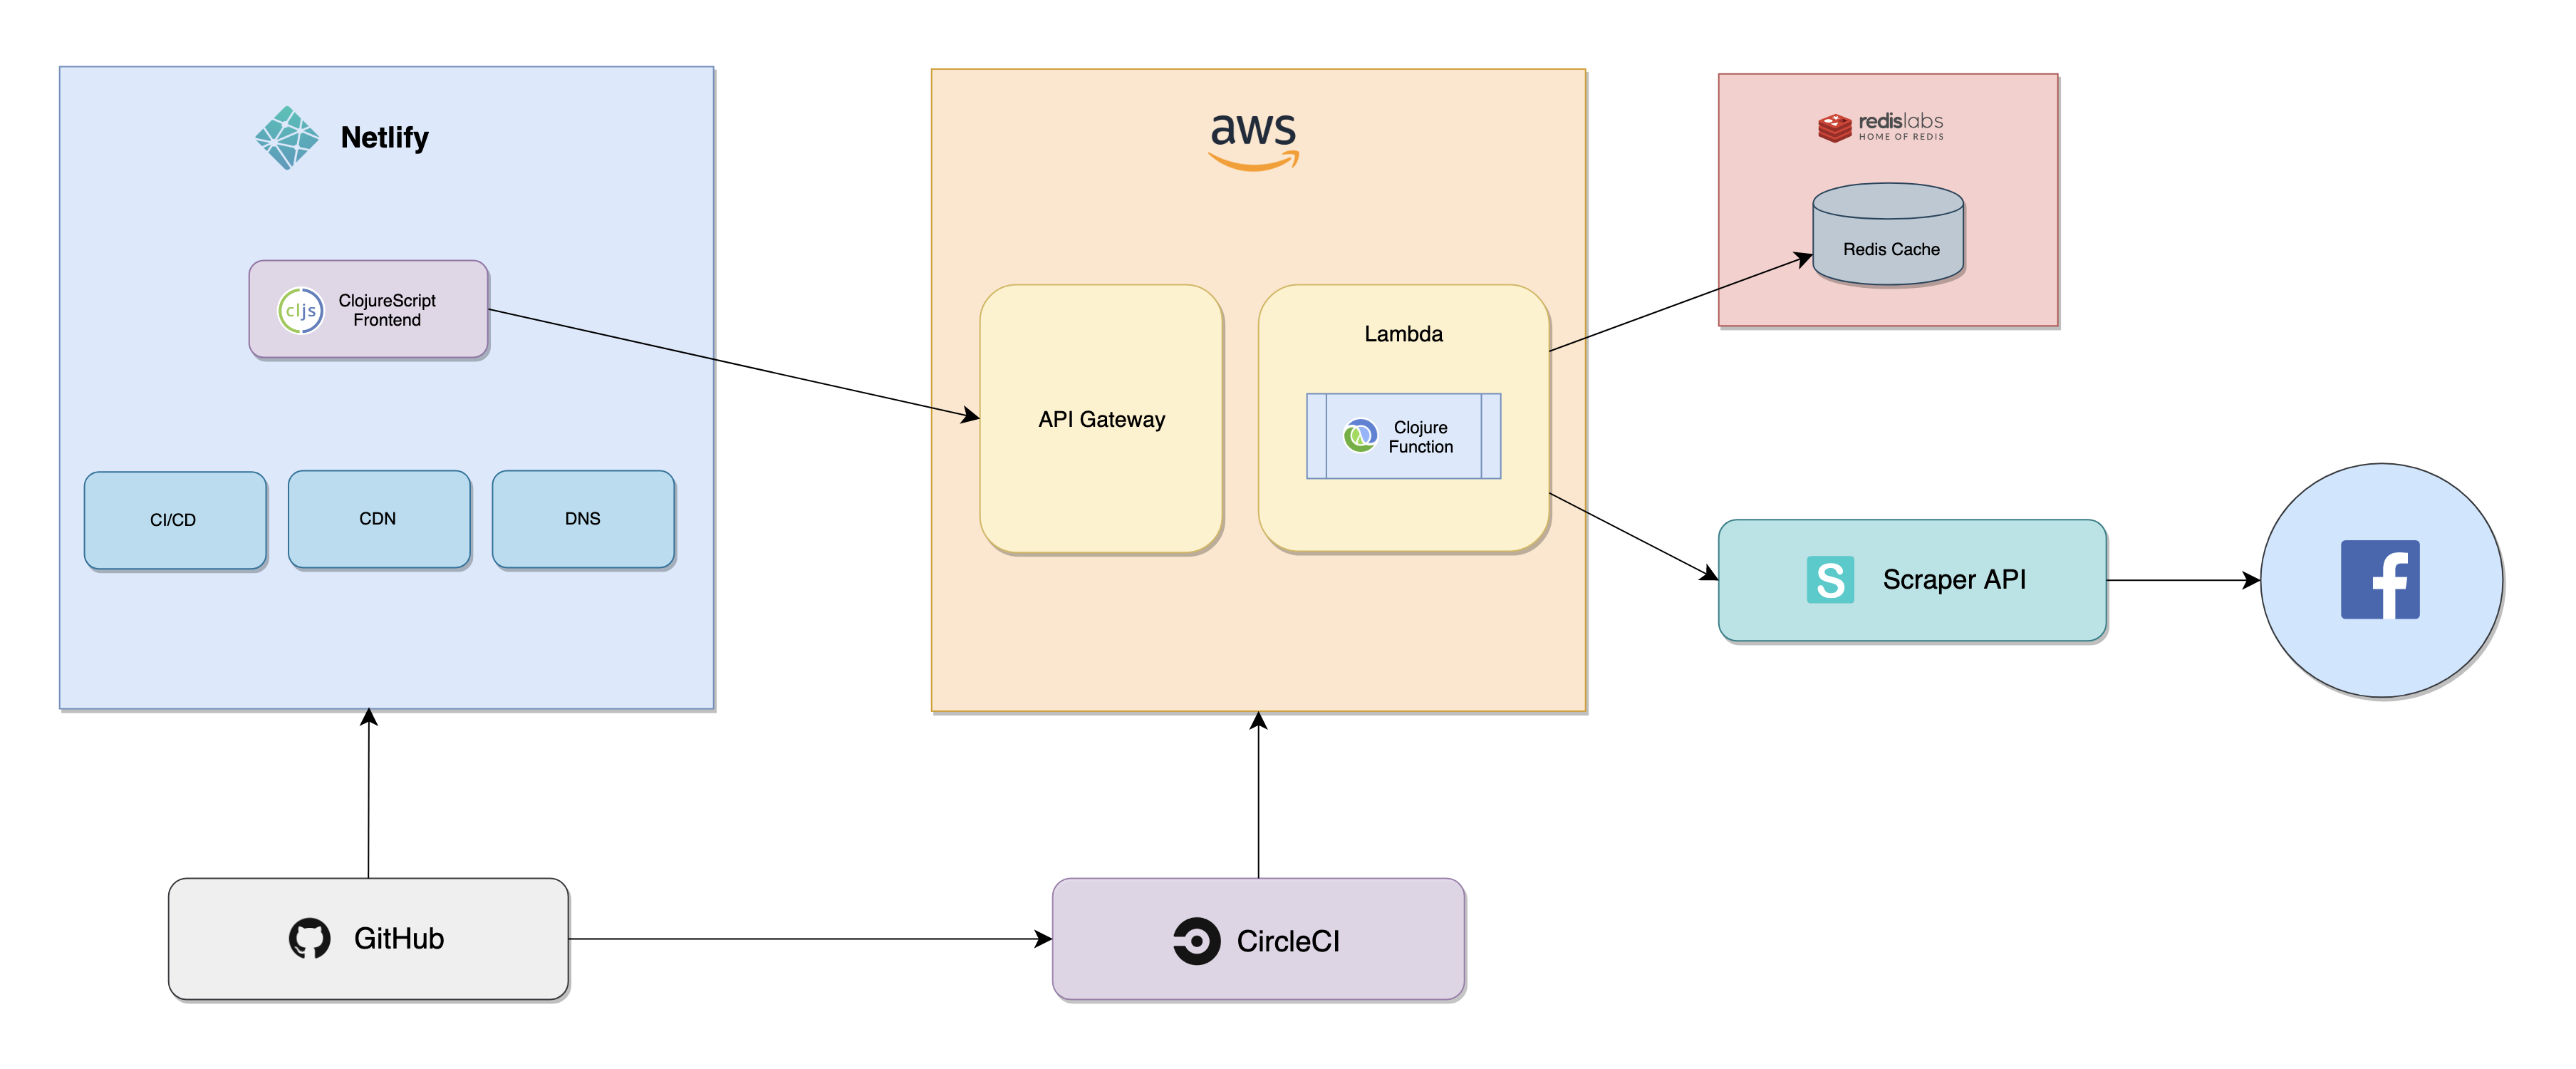 Netlify
cljs
ClojureScript
Frontend
CI/CD
CDN
DNS
aws
API Gateway
Lambda
Clojure
Function
redislabs
HOME OF REDIS
Redis Cache
S
Scraper API
f
GitHub
CircleCI